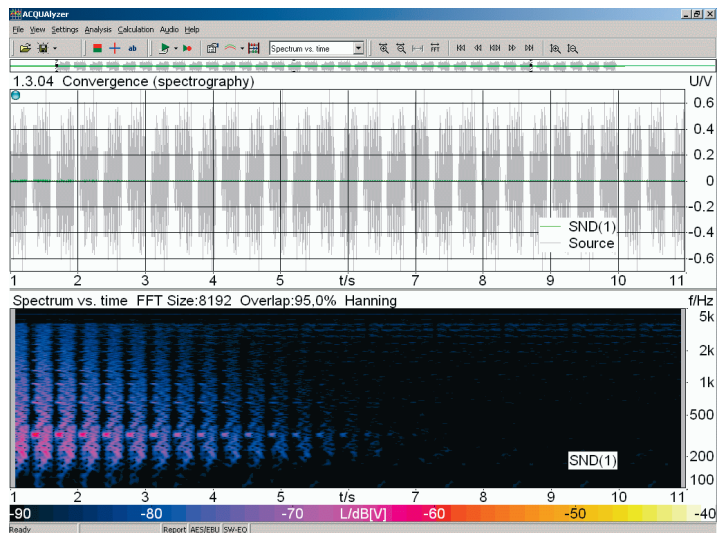 ACQUAlyzer
File View Settings Analysis Calculation Audio Help
ab Spectrum vs. time FFT
1.3.04 Convergence (spectrography) U/V
0.6
0.4
0.2
0
-0.2
-0.4
-0.6
SND(1)
Source
1 2 3 4 5 t/s 7 8 9 10 11
Spectrum vs. time FFT Size:8192 Overlap:95,0% Hanning f/Hz
5k
2k
1k
500
200
100
SND(1)
1 2 3 4 5 t/s 7 8 9 10 11
-90 -80 -70 L/dB[V] -60 -50 -40
Ready Report AES/EBU SW-EQ